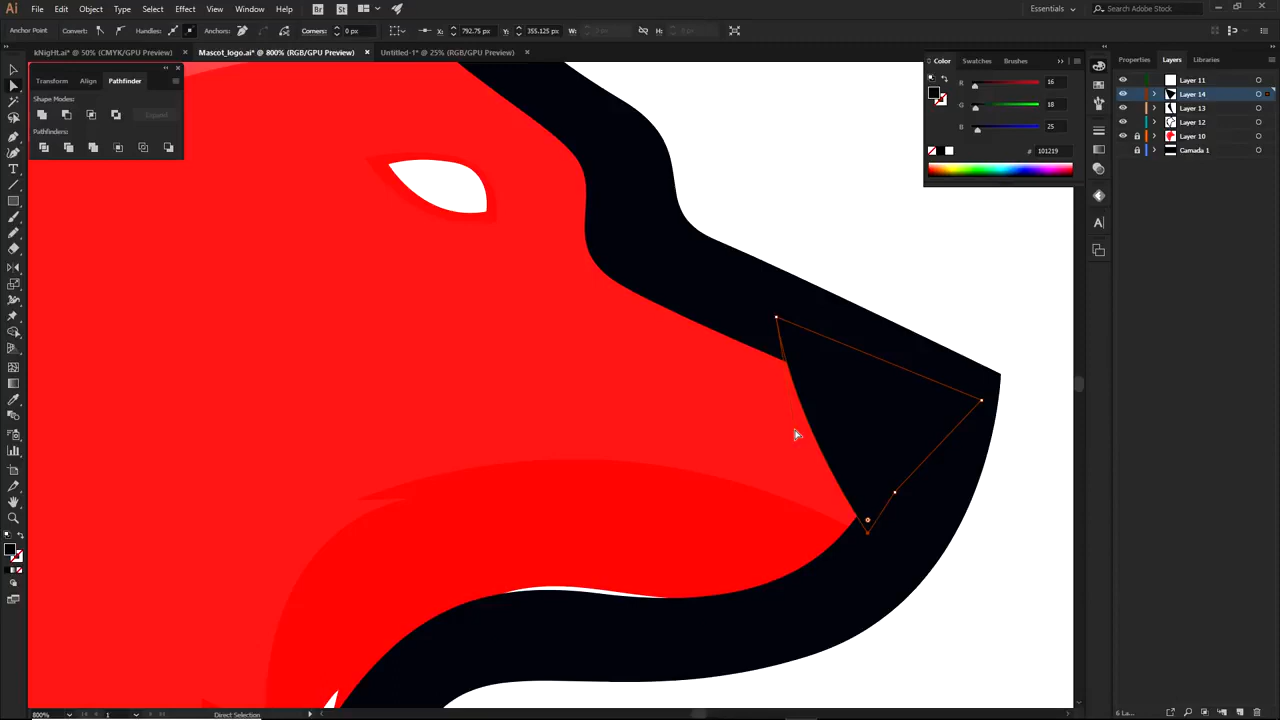 Ai File Edit Object Type Select Effect View Window Help Br St Essentials Search Adobe Stock
Anchor Point Convert: Handles: Anchors: Corners: 0 px X: 792.75 px Y: 355.125 px W: H:
kNigHt.ai* @ 50% (CMYK/GPU Preview) × Mascot_logo.ai* @ 800% (RGB/GPU Preview) × Untitled-1* @ 25% (RGB/GPU Preview) ×
Transform Align Pathfinder
Shape Modes:
Expand
Pathfinders:
Color Swatches Brushes
R 16
G 18
B 25
# 101219
Properties Layers Libraries
Layer 11
Layer 14
Layer 13
Layer 12
Layer 10
Camada 1
800% 1 Direct Selection 6 La...